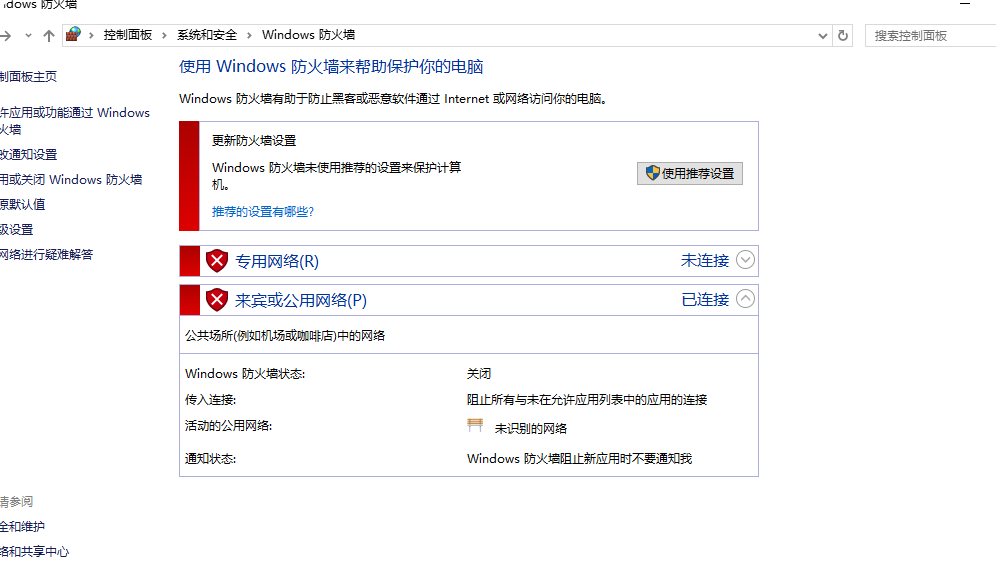 dows 防火墙
控制面板 › 系统和安全 › Windows 防火墙
搜索控制面板
制面板主页
许应用或功能通过 Windows
火墙
改通知设置
用或关闭 Windows 防火墙
原默认值
级设置
网络进行疑难解答
请参阅
全和维护
络和共享中心
使用 Windows 防火墙来帮助保护你的电脑
Windows 防火墙有助于防止黑客或恶意软件通过 Internet 或网络访问你的电脑。
更新防火墙设置
Windows 防火墙未使用推荐的设置来保护计算
机。
使用推荐设置
推荐的设置有哪些?
专用网络(R) 未连接
来宾或公用网络(P) 已连接
公共场所(例如机场或咖啡店)中的网络
Windows 防火墙状态: 关闭
传入连接: 阻止所有与未在允许应用列表中的应用的连接
活动的公用网络: 未识别的网络
通知状态: Windows 防火墙阻止新应用时不要通知我